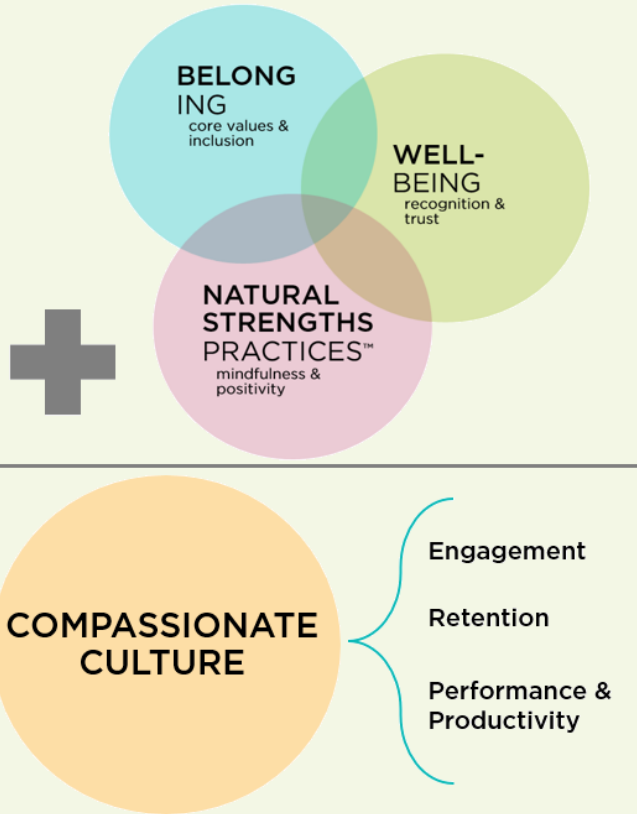 BELONG
ING
core values &
inclusion
WELL-
BEING
recognition &
trust
NATURAL
STRENGTHS
PRACTICES™
mindfulness &
positivity
COMPASSIONATE
CULTURE
Engagement
Retention
Performance &
Productivity